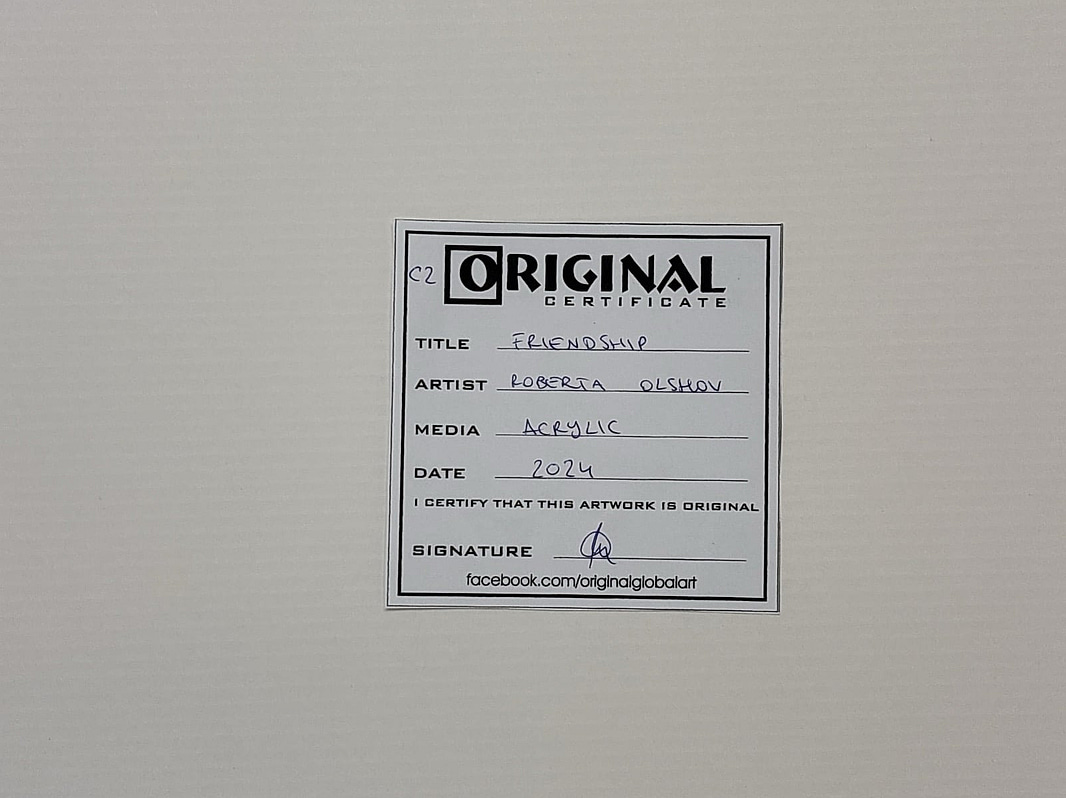 C2 ORIGINAL
CERTIFICATE
TITLE FRIENDSHIP
ARTIST ROBERTA OLSHOV
MEDIA ACRYLIC
DATE 2024
I CERTIFY THAT THIS ARTWORK IS ORIGINAL
SIGNATURE
facebook.com/originalglobalart